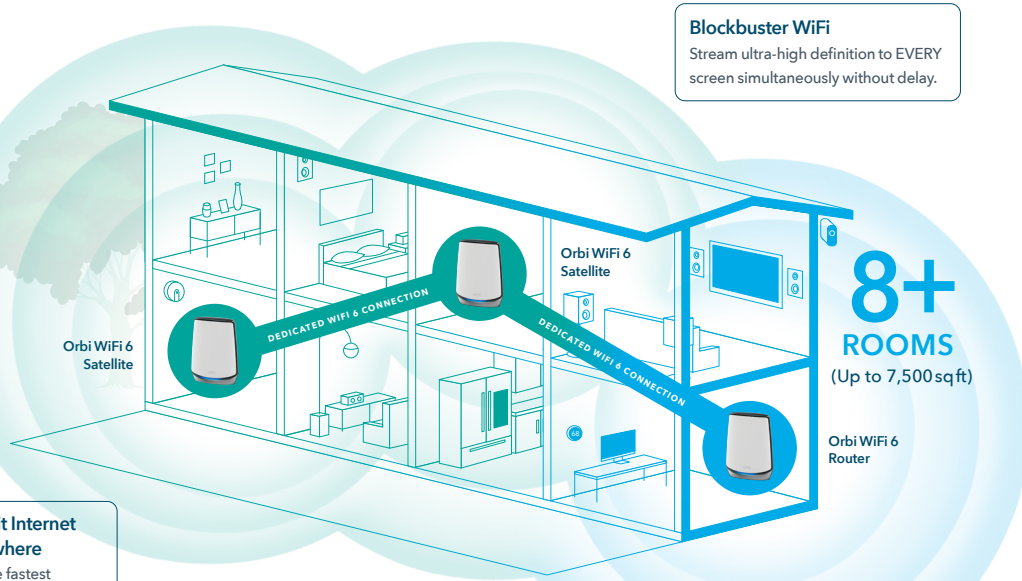 Blockbuster WiFi
Stream ultra-high definition to EVERY
screen simultaneously without delay.
Orbi WiFi 6
Satellite
8+
ROOMS
(Up to 7,500 sq ft)
DEDICATED WIFI 6 CONNECTION
DEDICATED WIFI 6 CONNECTION
Orbi WiFi 6
Satellite
68
Orbi WiFi 6
Router
Internet
fastest